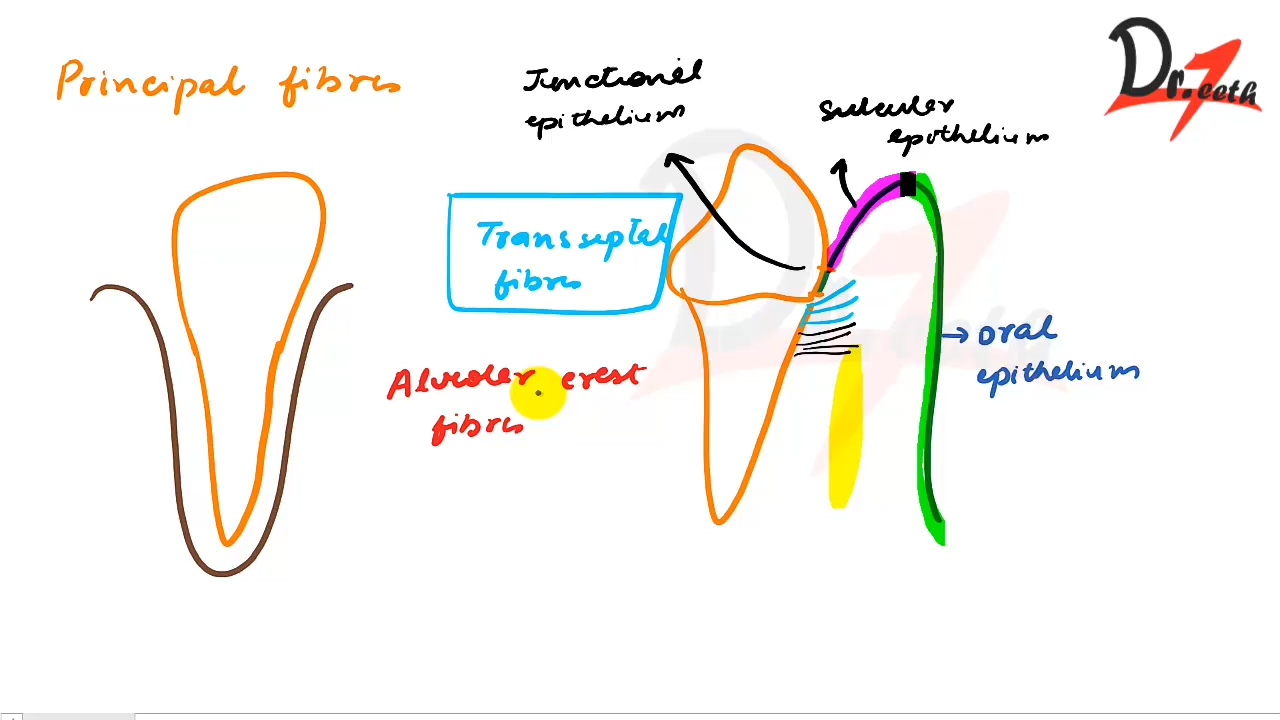 Principal fibres
Junctional
epithelium
Sulcular
epithelium
Dr. Teeth
Transseptal
fibres
oral
epithelium
Alveolar crest
fibres